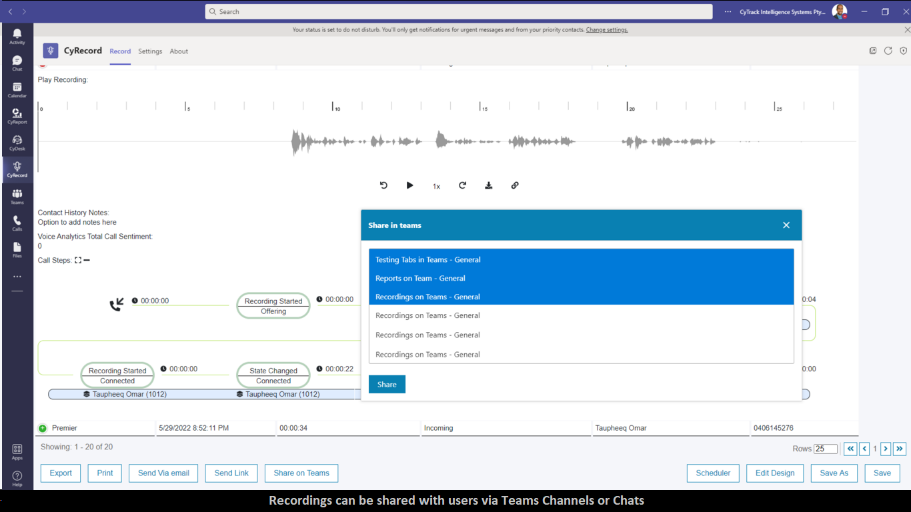 Search
CyTrack Intelligence Systems Pty...
Your status is set to do not disturb. You'll only get notifications for urgent messages and from your priority contacts. Change settings.
Activity
Chat
Calendar
CyReport
CyDesk
CyRecord
Teams
Calls
Files
Apps
Help
CyRecord Record Settings About
Play Recording:
0 5 10 15 20 25
1x
Contact History Notes:
Option to add notes here
Voice Analytics Total Call Sentiment:
0
Call Steps:
00:00:00 Recording Started 00:00:00
Offering
Recording Started 00:00:00 State Changed 00:00:22
Connected Connected
Taupheeq Omar (1012) Taupheeq Omar (1012)
Share in teams
Testing Tabs in Teams - General
Reports on Team - General
Recordings on Teams - General
Recordings on Teams - General
Recordings on Teams - General
Recordings on Teams - General
Share
:04
:00
Premier 5/29/2022 8:52:11 PM 00:00:34 Incoming Taupheeq Omar 0406145278
Showing: 1 - 20 of 20
Rows 25 1
Export Print Send Via email Send Link Share on Teams Scheduler Edit Design Save As Save
Recordings can be shared with users via Teams Channels or Chats